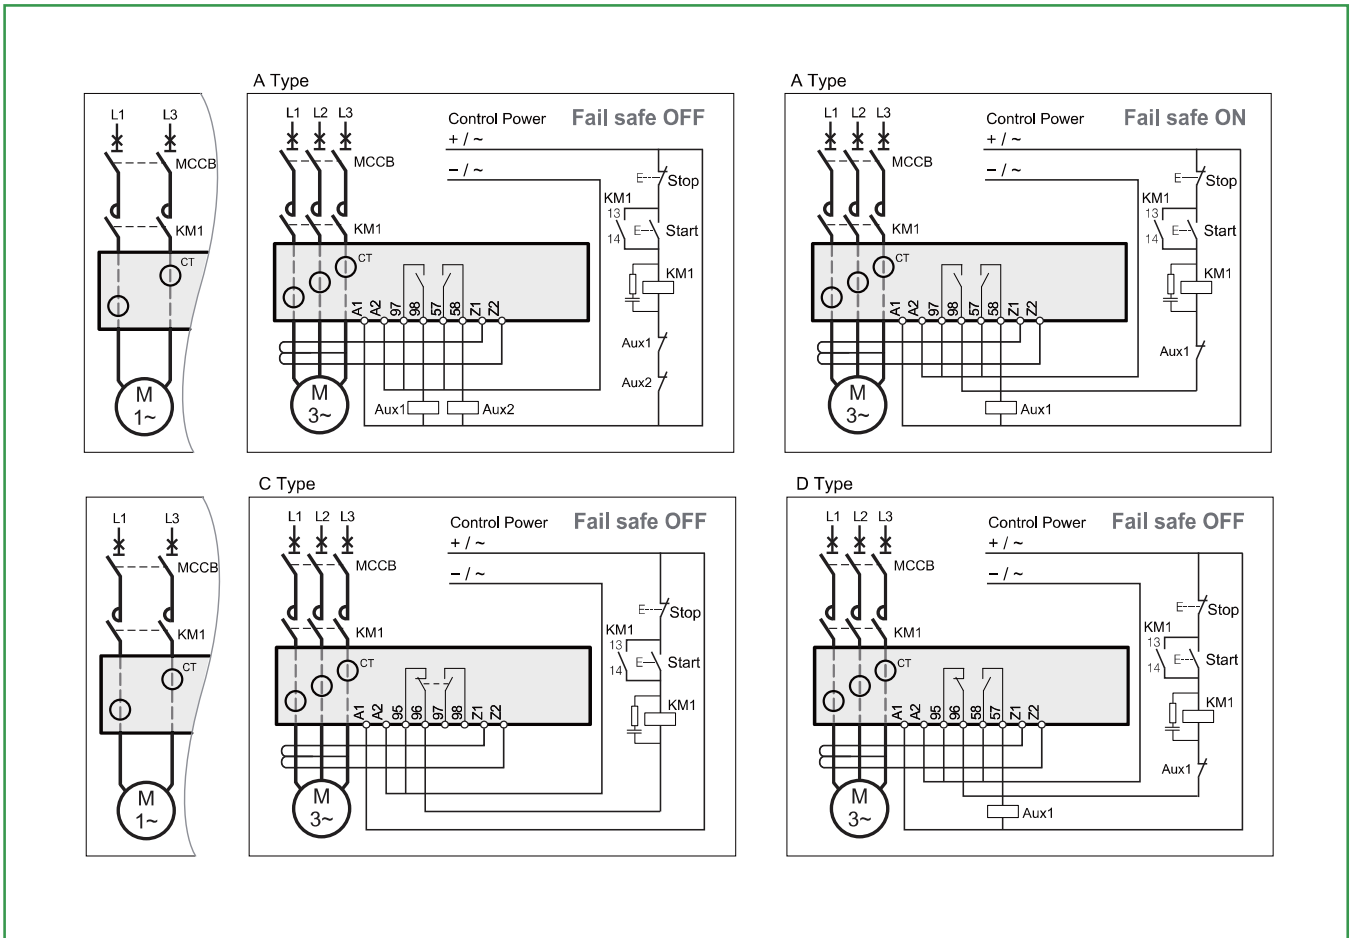 L1 L3
MCCB
KM1
CT
M
1~
A Type
L1 L2 L3
Control Power Fail safe OFF
+ / ~
MCCB
− / ~
Stop
KM1
13
14
Start
KM1
CT
KM1
A1 A2 97 98 57 58 Z1 Z2
Aux1
Aux2
M
3~
Aux1 Aux2
A Type
L1 L2 L3
Control Power Fail safe ON
+ / ~
MCCB
− / ~
Stop
KM1
13
14
Start
KM1
CT
KM1
A1 A2 97 98 57 58 Z1 Z2
Aux1
M
3~
Aux1
L1 L3
MCCB
KM1
CT
M
1~
C Type
L1 L2 L3
Control Power Fail safe OFF
+ / ~
MCCB
− / ~
Stop
KM1
13
14
Start
KM1
CT
KM1
A1 A2 95 96 97 98 Z1 Z2
M
3~
D Type
L1 L2 L3
Control Power Fail safe OFF
+ / ~
MCCB
− / ~
Stop
KM1
13
14
Start
KM1
CT
KM1
A1 A2 95 96 58 57 Z1 Z2
Aux1
M
3~
Aux1